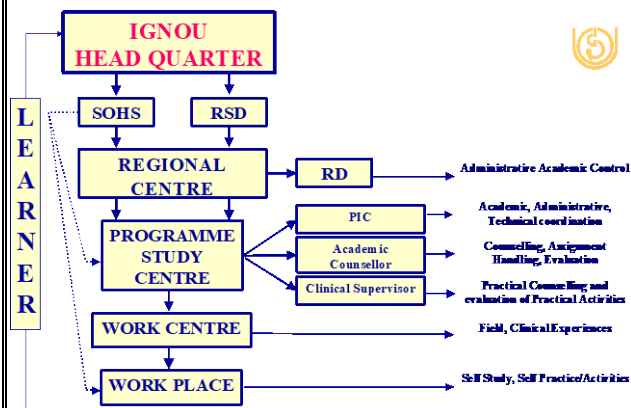 IGNOU
HEAD QUARTER
SOHS
RSD
LEARNER
REGIONAL
CENTRE
RD
Administrative Academic Control
PROGRAMME
STUDY
CENTRE
PIC
Academic, Administrative,
Technical coordination
Academic
Counsellor
Counselling, Assignment
Handling, Evaluation
Clinical Supervisor
Practical Counselling and
evaluation of Practical Activities
WORK CENTRE
Field, Clinical Experiences
WORK PLACE
Self Study, Self Practice/Activities